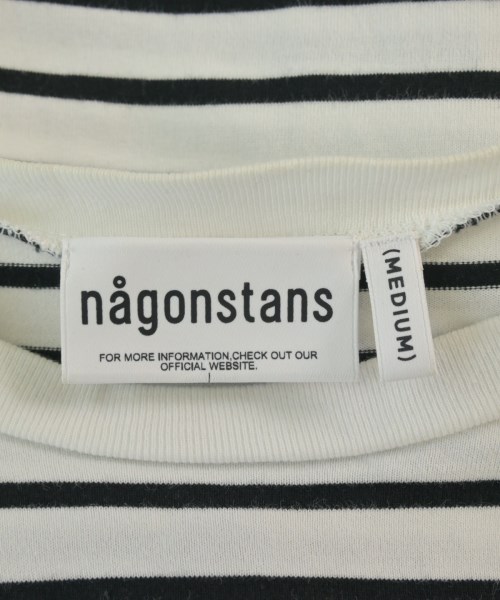 någonstans
FOR MORE INFORMATION,CHECK OUT OUR
OFFICIAL WEBSITE.
(MEDIUM)